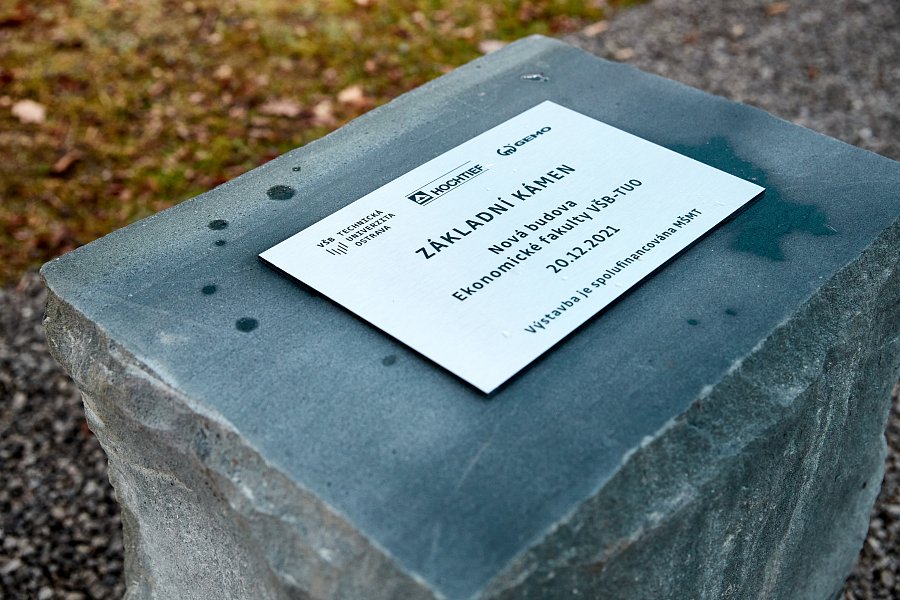 VŠB TECHNICKÁ
UNIVERZITA
OSTRAVA
HOCHTIEF
GEMO
ZÁKLADNÍ KÁMEN
Nová budova
Ekonomické fakulty VŠB-TUO
20.12.2021
Výstavba je spolufinancována MŠMT